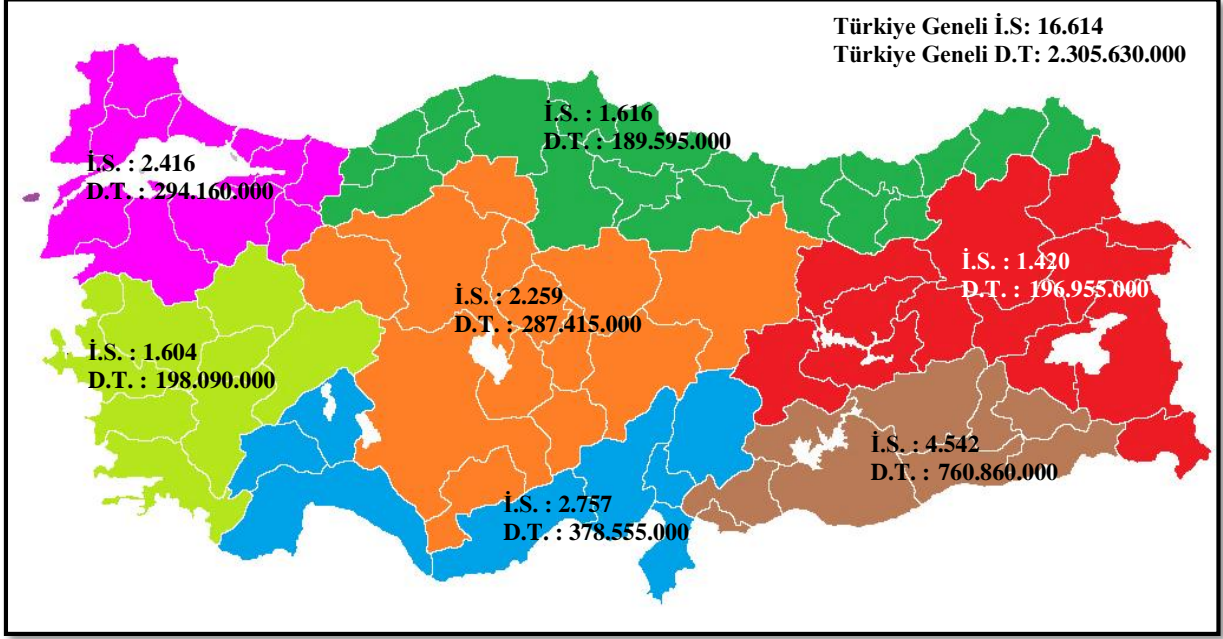 Türkiye Geneli İ.S: 16.614
Türkiye Geneli D.T: 2.305.630.000
İ.S. : 1.616
D.T. : 189.595.000
İ.S. : 2.416
D.T. : 294.160.000
İ.S. : 1.420
D.T. : 196.955.000
İ.S. : 2.259
D.T. : 287.415.000
İ.S. : 1.604
D.T. : 198.090.000
İ.S. : 4.542
D.T. : 760.860.000
İ.S. : 2.757
D.T. : 378.555.000